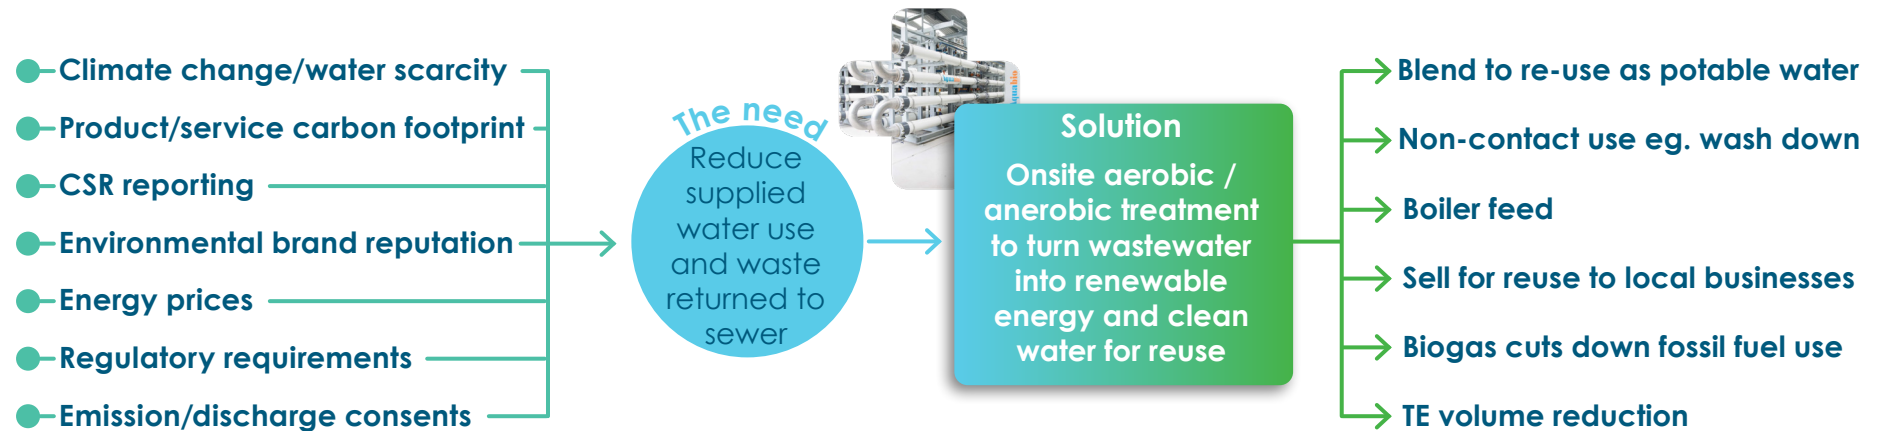 Climate change/water scarcity
Product/service carbon footprint
CSR reporting
Environmental brand reputation
Energy prices
Regulatory requirements
Emission/discharge consents
The need
Reduce
supplied
water use
and waste
returned to
sewer
Solution
Onsite aerobic /
anerobic treatment
to turn wastewater
into renewable
energy and clean
water for reuse
Blend to re-use as potable water
Non-contact use eg. wash down
Boiler feed
Sell for reuse to local businesses
Biogas cuts down fossil fuel use
TE volume reduction